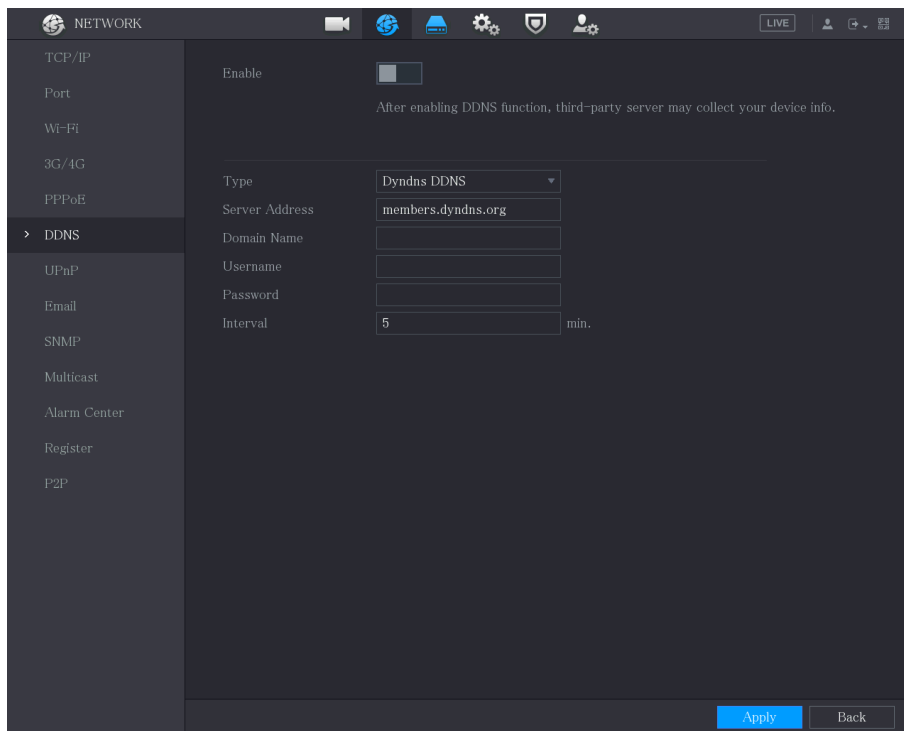 NETWORK
LIVE
TCP/IP
Port
Wi-Fi
3G/4G
PPPoE
DDNS
UPnP
Email
SNMP
Multicast
Alarm Center
Register
P2P
Enable
After enabling DDNS function, third-party server may collect your device info.
Type Dyndns DDNS
Server Address members.dyndns.org
Domain Name
Username
Password
Interval 5 min.
Apply Back